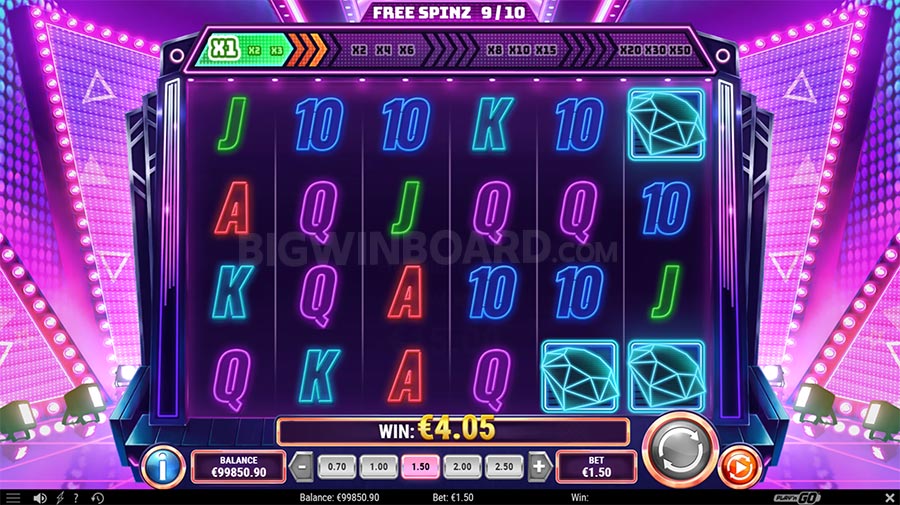 FREE SPINZ 9/10
X1 X2 X3 X2 X4 X6 X8 X10 X15 X20 X30 X50
J 10 10 K 10
A Q J Q Q 10
BIGWINBOARD.COM
K Q A 10 10 J
Q K A Q
WIN: €4.05
BALANCE
€99850.90
- 0.70 1.00 1.50 2.00 2.50 +
BET
€1.50
Balance: €99850.90 Bet: €1.50 Win:
PLAY'N GO